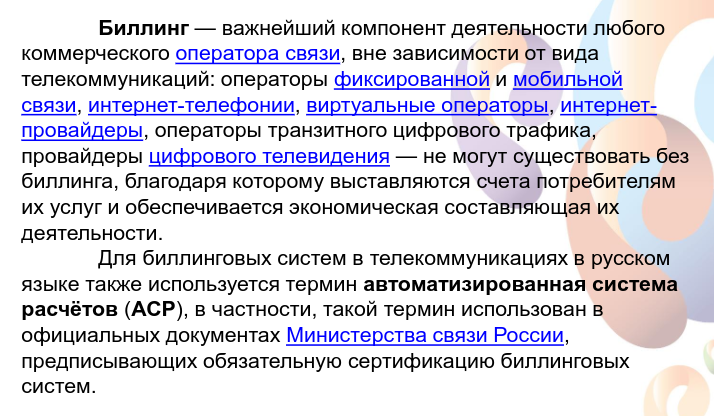 Биллинг — важнейший компонент деятельности любого
коммерческого оператора связи, вне зависимости от вида
телекоммуникаций: операторы фиксированной и мобильной
связи, интернет-телефонии, виртуальные операторы, интернет-
провайдеры, операторы транзитного цифрового трафика,
провайдеры цифрового телевидения — не могут существовать без
биллинга, благодаря которому выставляются счета потребителям
их услуг и обеспечивается экономическая составляющая их
деятельности.
Для биллинговых систем в телекоммуникациях в русском
языке также используется термин автоматизированная система
расчётов (АСР), в частности, такой термин использован в
официальных документах Министерства связи России,
предписывающих обязательную сертификацию биллинговых
систем.